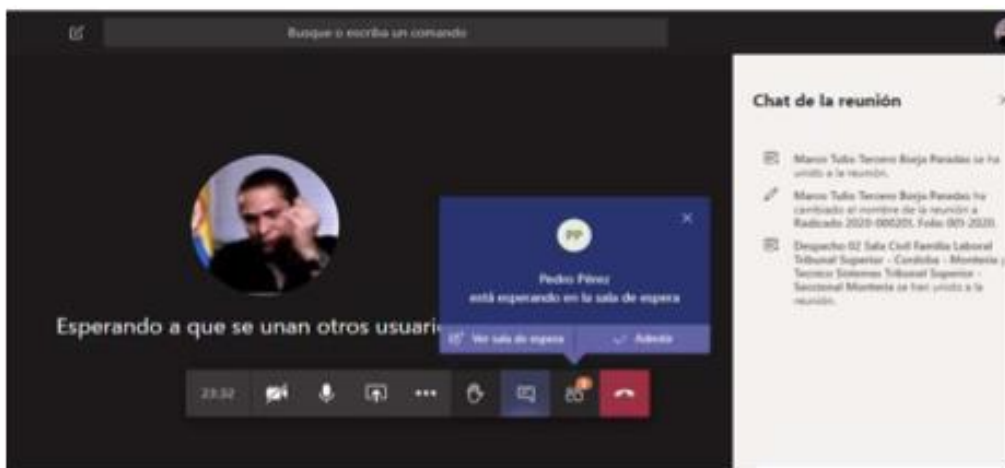 Busque o escriba un comando
Chat de la reunión
Marco Tulio Tercero Borja Paradas se ha
unido a la reunión.
Marco Tulio Tercero Borja Paradas ha
cambiado el nombre de la reunión a
Radicado 2020-000201. Folio 001-2020.
Despacho 02 Sala Civil Familia Laboral
Tribunal Superior - Cordoba - Monteria y
Tecnico Sistemas Tribunal Superior -
Seccional Monteria se han unido a la
reunión.
PP
Pedro Pérez
está esperando en la sala de espera
Ver sala de espera
Admitir
Esperando a que se unan otros
23:32